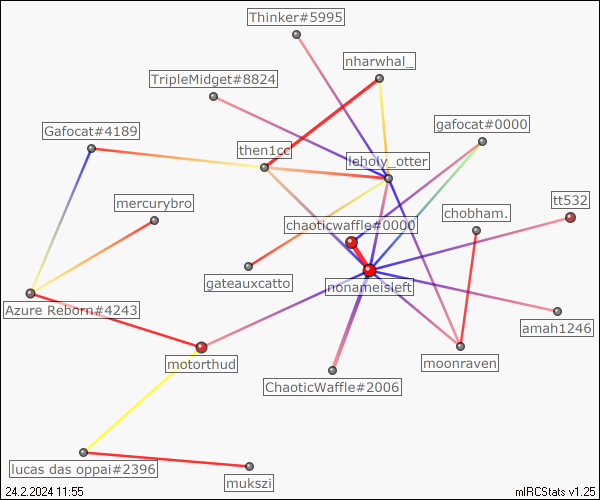 Thinker#5995
nharwhal_
TripleMidget#8824
gafocat#0000
Gafocat#4189
then1cc
leholy_otter
mercurybro
tt532
chobham.
chaoticwaffle#0000
gateauxcatto
nonameisleft
Azure Reborn#4243
amah1246
motorthud
moonraven
ChaoticWaffle#2006
lucas das oppai#2396
mukszi
24.2.2024 11:55
mIRCStats v1.25